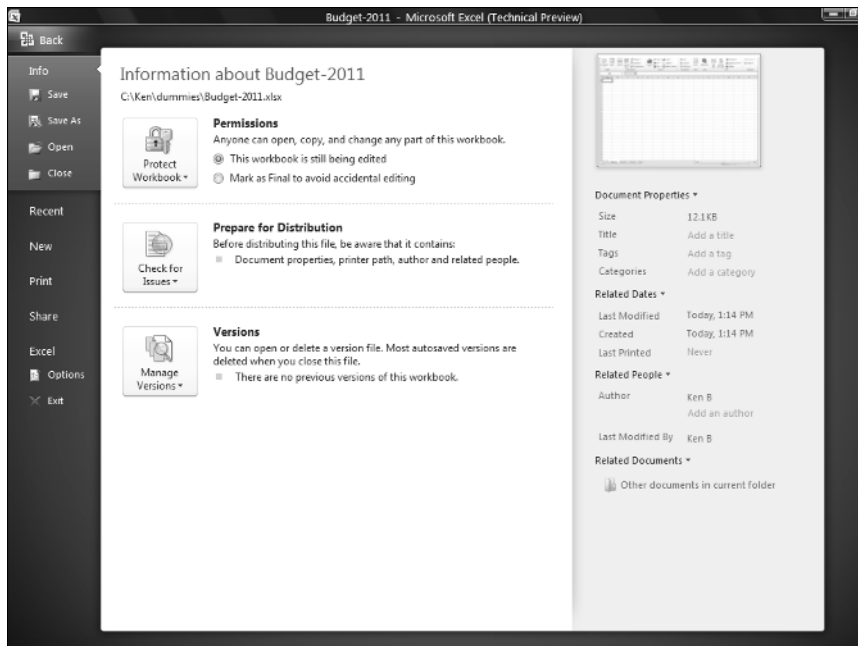 Budget-2011 - Microsoft Excel (Technical Preview)
Back
Info
Save
Save As
Open
Close
Recent
New
Print
Share
Excel
Options
Exit
Information about Budget-2011
C:\Ken\dummies\Budget-2011.xlsx
Protect
Workbook
Permissions
Anyone can open, copy, and change any part of this workbook.
This workbook is still being edited
Mark as Final to avoid accidental editing
Check for
Issues
Prepare for Distribution
Before distributing this file, be aware that it contains:
Document properties, printer path, author and related people.
Manage
Versions
Versions
You can open or delete a version file. Most autosaved versions are
deleted when you close this file.
There are no previous versions of this workbook.
Document Properties
Size 12.1KB
Title Add a title
Tags Add a tag
Categories Add a category
Related Dates
Last Modified Today, 1:14 PM
Created Today, 1:14 PM
Last Printed Never
Related People
Author Ken B
Add an author
Last Modified By Ken B
Related Documents
Other documents in current folder